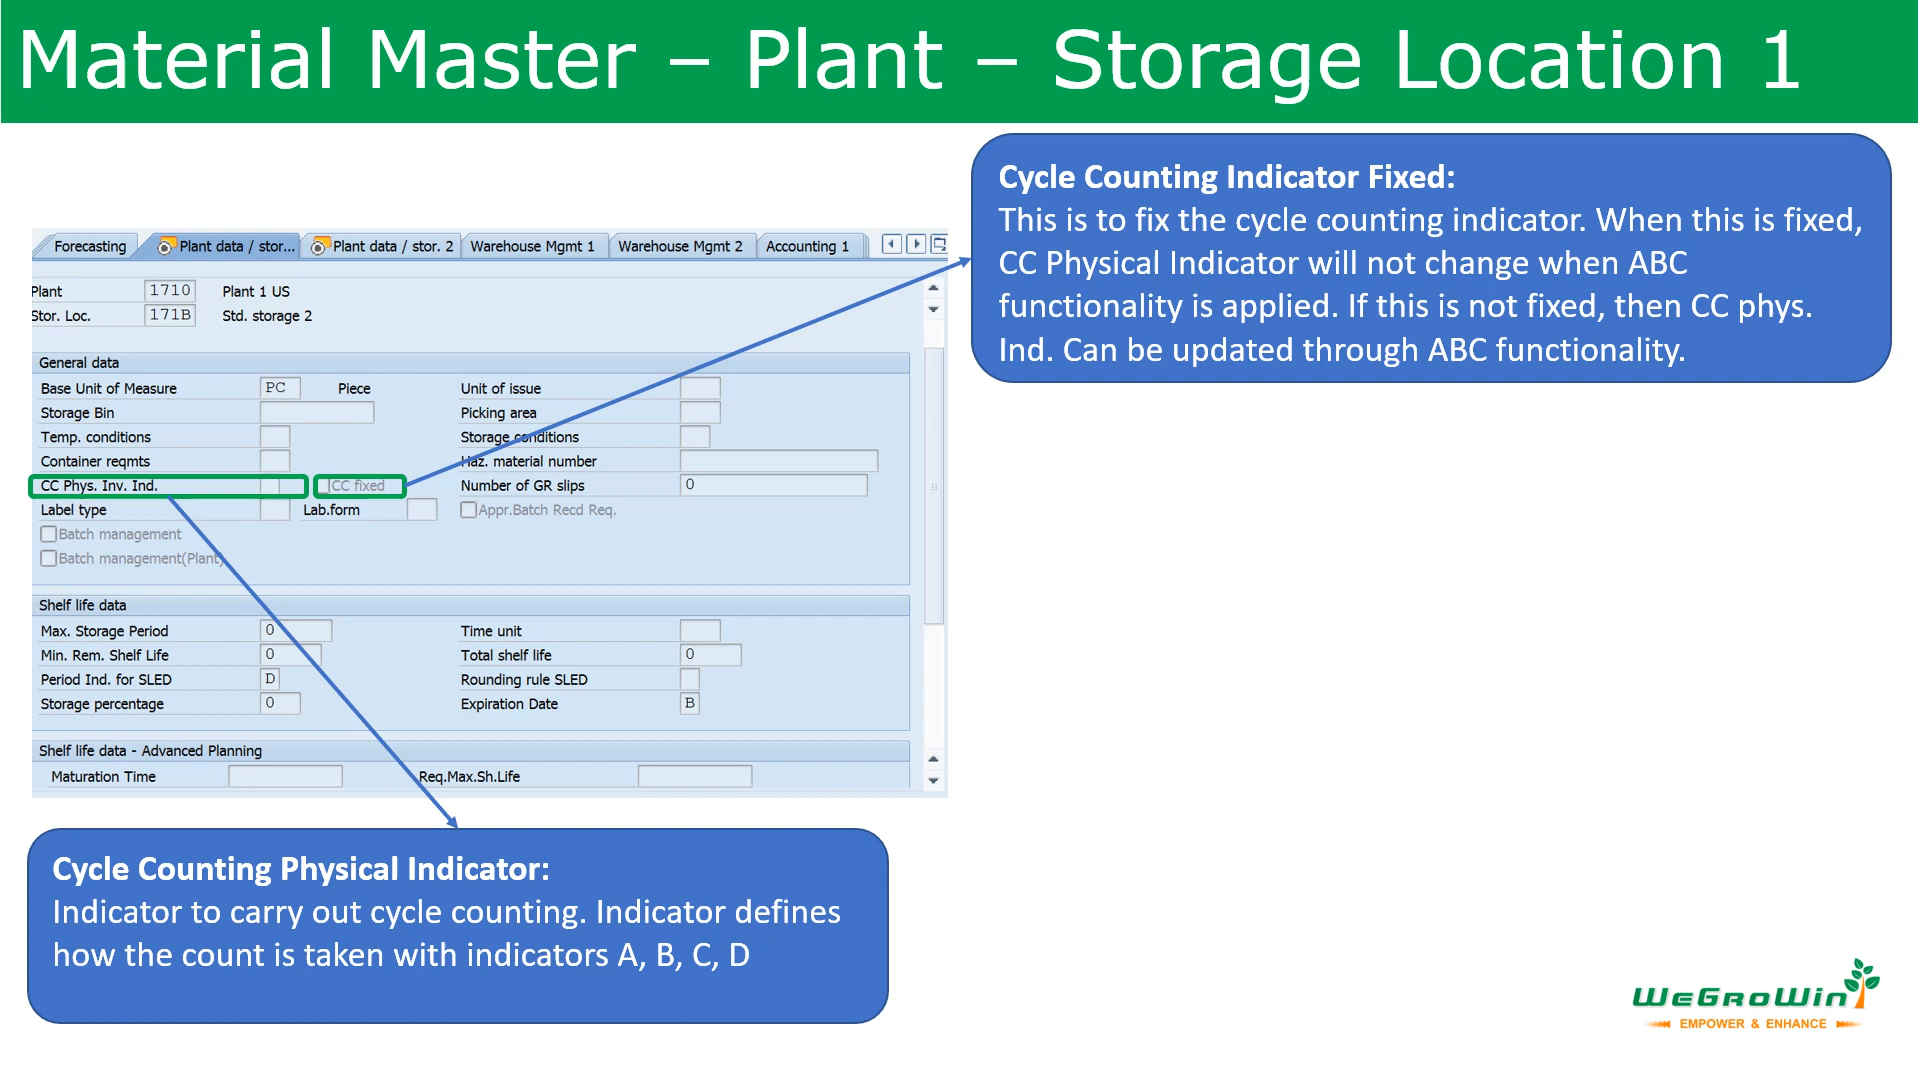 Material Master – Plant – Storage Location 1
Cycle Counting Indicator Fixed:
This is to fix the cycle counting indicator. When this is fixed,
CC Physical Indicator will not change when ABC
functionality is applied. If this is not fixed, then CC phys.
Ind. Can be updated through ABC functionality.
Forecasting Plant data / stor... Plant data / stor. 2 Warehouse Mgmt 1 Warehouse Mgmt 2 Accounting 1
Plant 1710 Plant 1 US
Stor. Loc. 171B Std. storage 2
General data
Base Unit of Measure PC Piece Unit of issue
Storage Bin Picking area
Temp. conditions Storage conditions
Container reqmts Haz. material number
CC Phys. Inv. Ind. CC fixed Number of GR slips 0
Label type Lab.form Appr.Batch Recd Req.
Batch management
Batch management(Plant)
Shelf life data
Max. Storage Period 0 Time unit
Min. Rem. Shelf Life 0 Total shelf life 0
Period Ind. for SLED D Rounding rule SLED
Storage percentage 0 Expiration Date B
Shelf life data - Advanced Planning
Maturation Time Req.Max.Sh.Life
Cycle Counting Physical Indicator:
Indicator to carry out cycle counting. Indicator defines
how the count is taken with indicators A, B, C, D
WeGroWin
EMPOWER & ENHANCE